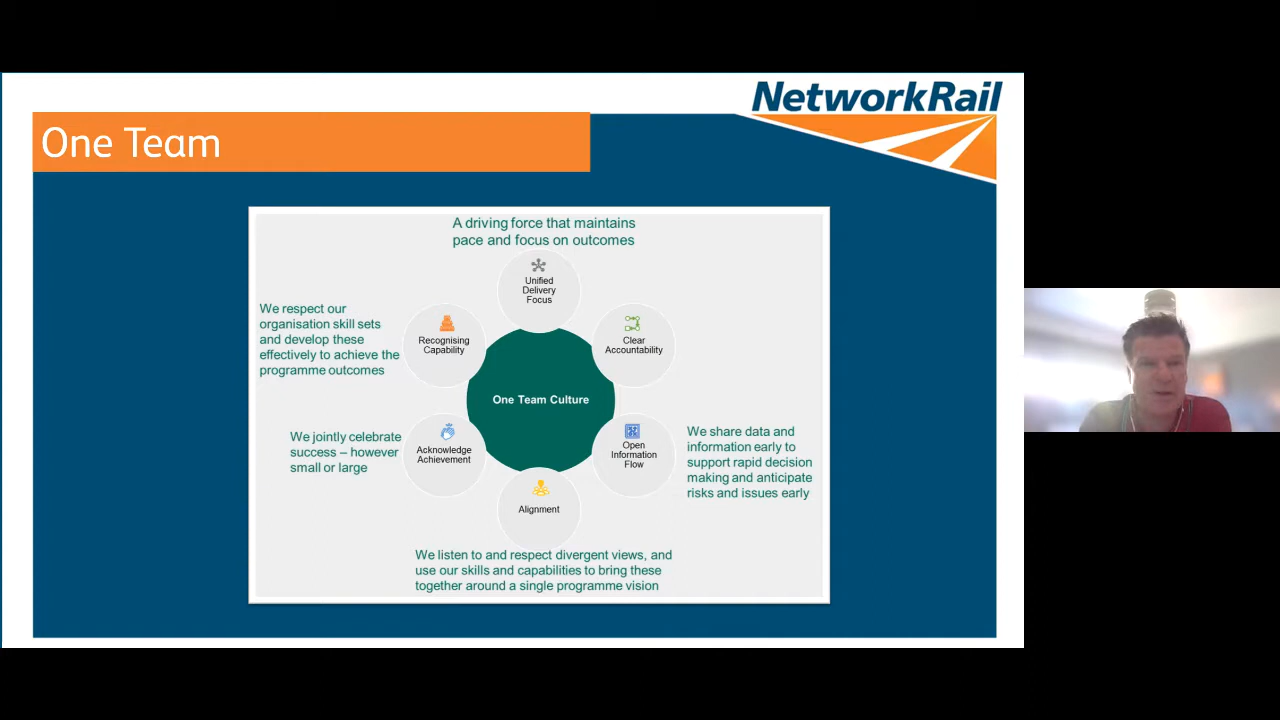 NetworkRail
One Team
A driving force that maintains
pace and focus on outcomes
Unified
Delivery
Focus
We respect our
organisation skill sets
and develop these
effectively to achieve the
programme outcomes
Recognising
Capability
Clear
Accountability
One Team Culture
We jointly celebrate
success – however
small or large
Acknowledge
Achievement
Open
Information
Flow
We share data and
information early to
support rapid decision
making and anticipate
risks and issues early
Alignment
We listen to and respect divergent views, and
use our skills and capabilities to bring these
together around a single programme vision